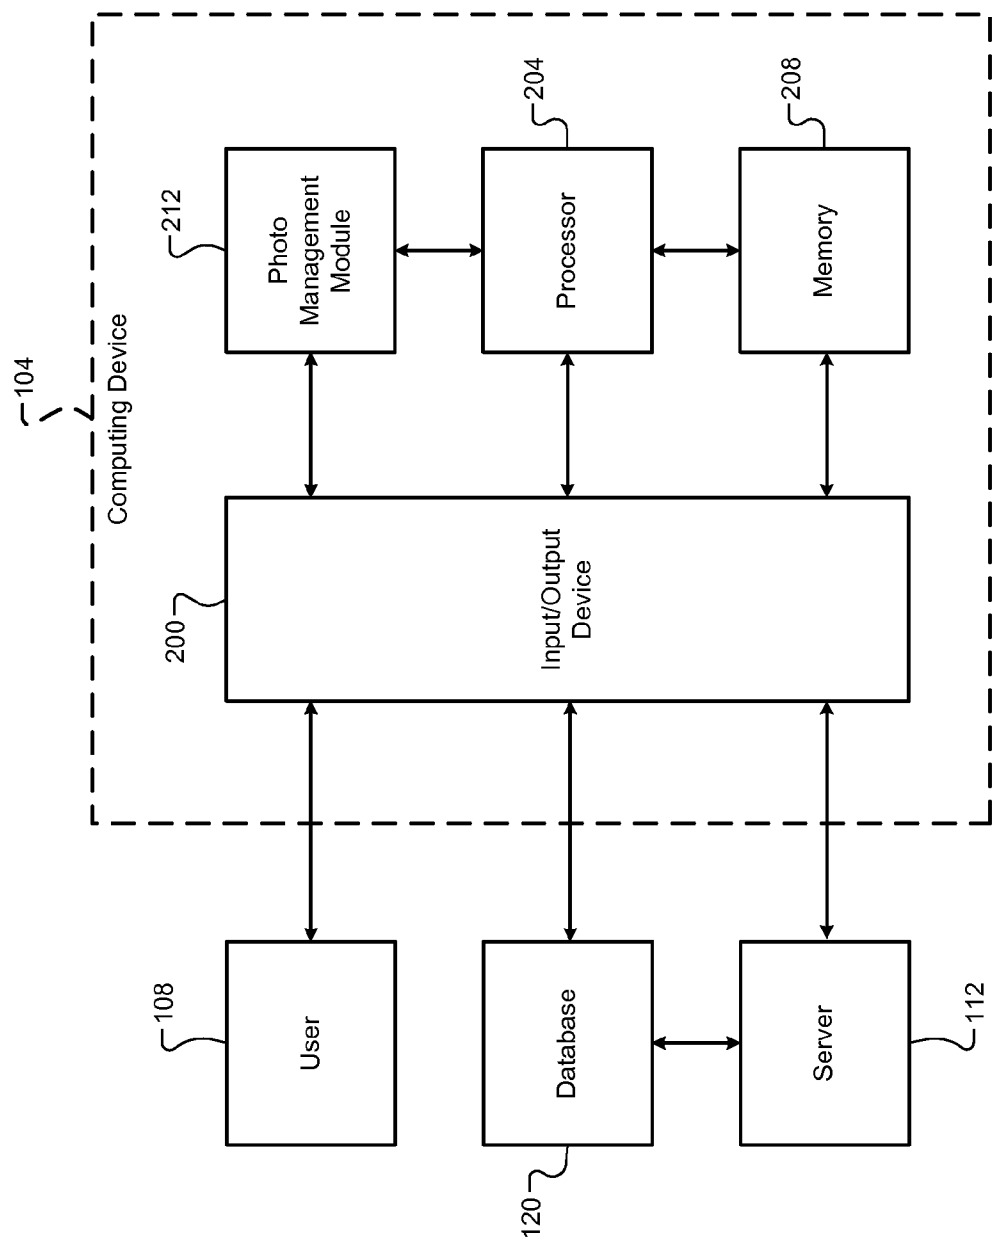 104
Computing Device
108
User
200
Input/Output
Device
212
Photo
Management
Module
120
Database
Processor
204
Server
112
Memory
208